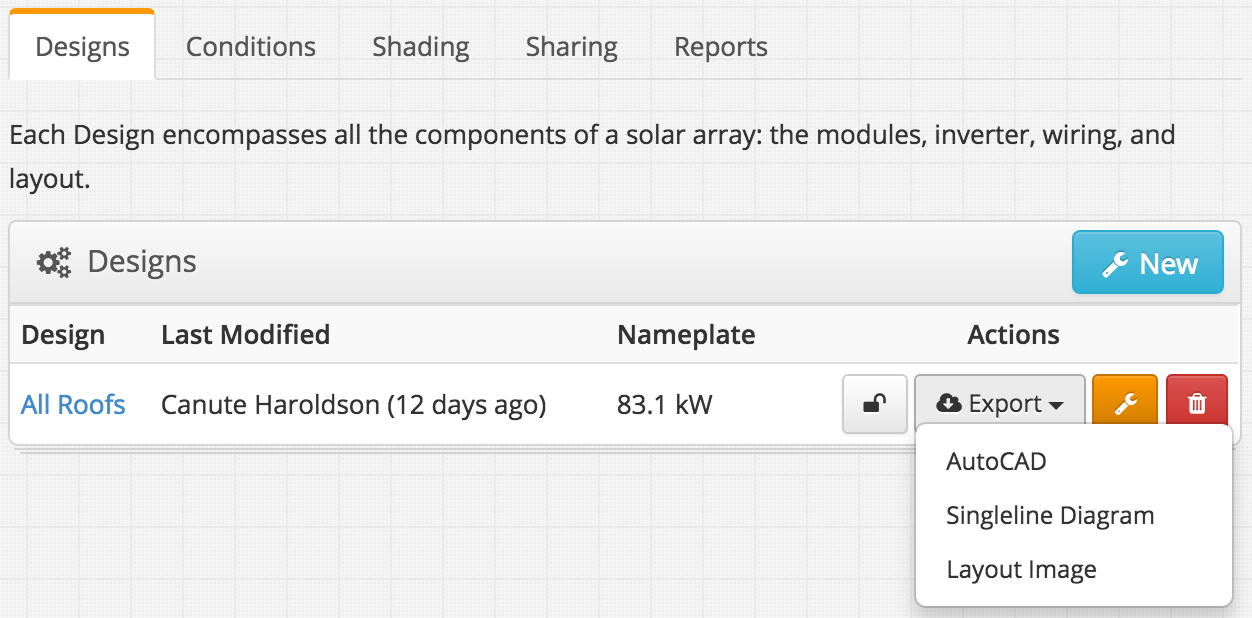 Designs Conditions Shading Sharing Reports
Each Design encompasses all the components of a solar array: the modules, inverter, wiring, and
layout.
Designs New
Design Last Modified Nameplate Actions
All Roofs Canute Haroldson (12 days ago) 83.1 kW Export
AutoCAD
Singleline Diagram
Layout Image